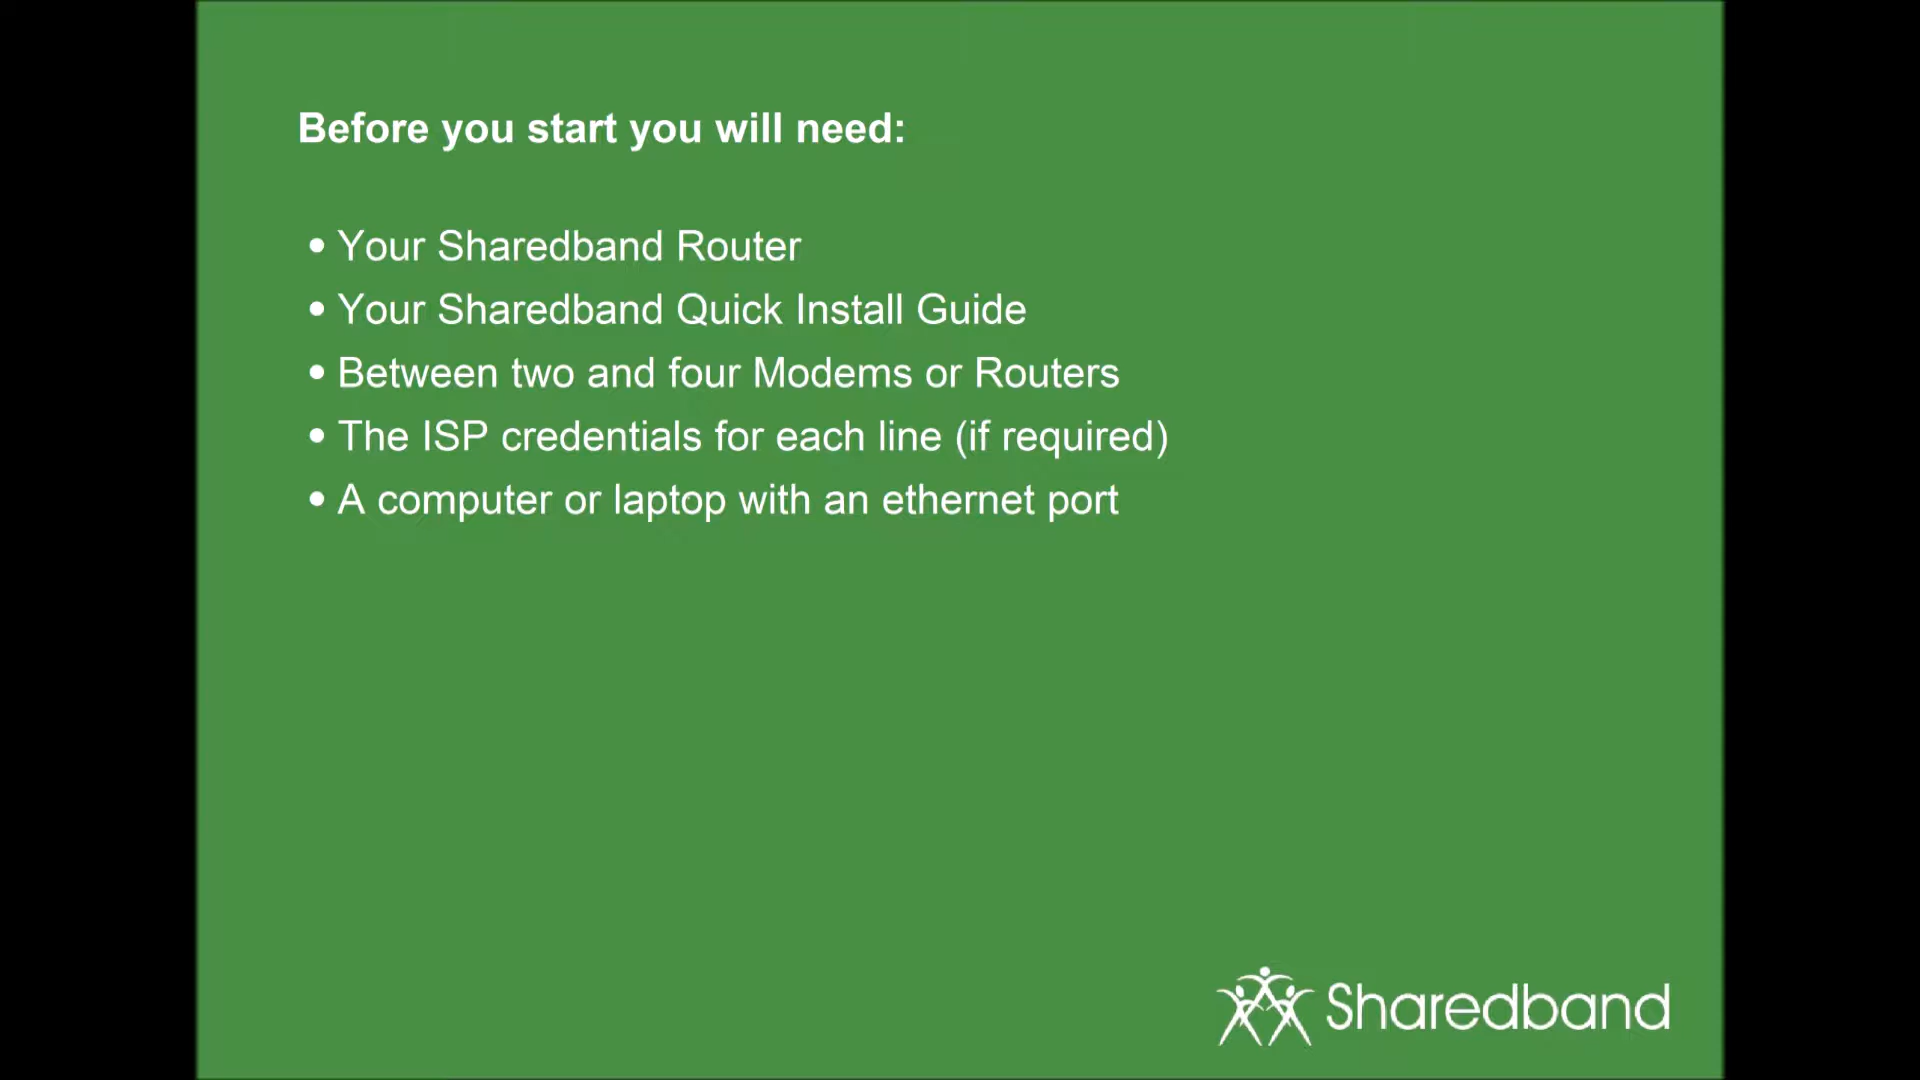 Before you start you will need:
• Your Sharedband Router
• Your Sharedband Quick Install Guide
• Between two and four Modems or Routers
• The ISP credentials for each line (if required)
• A computer or laptop with an ethernet port
Sharedband